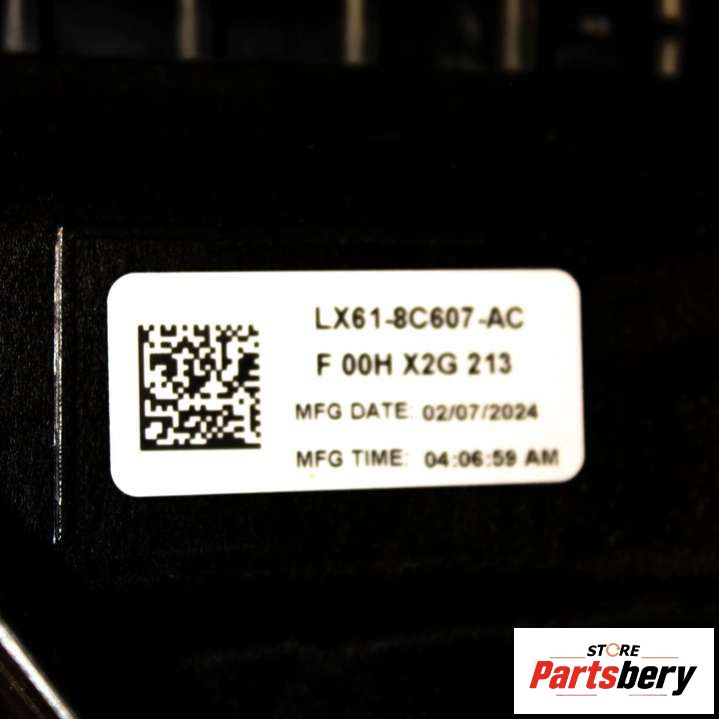 LX61-8C607-AC
F 00H X2G 213
MFG DATE: 02/07/2024
MFG TIME: 04:06:59 AM
STORE
Partsbery